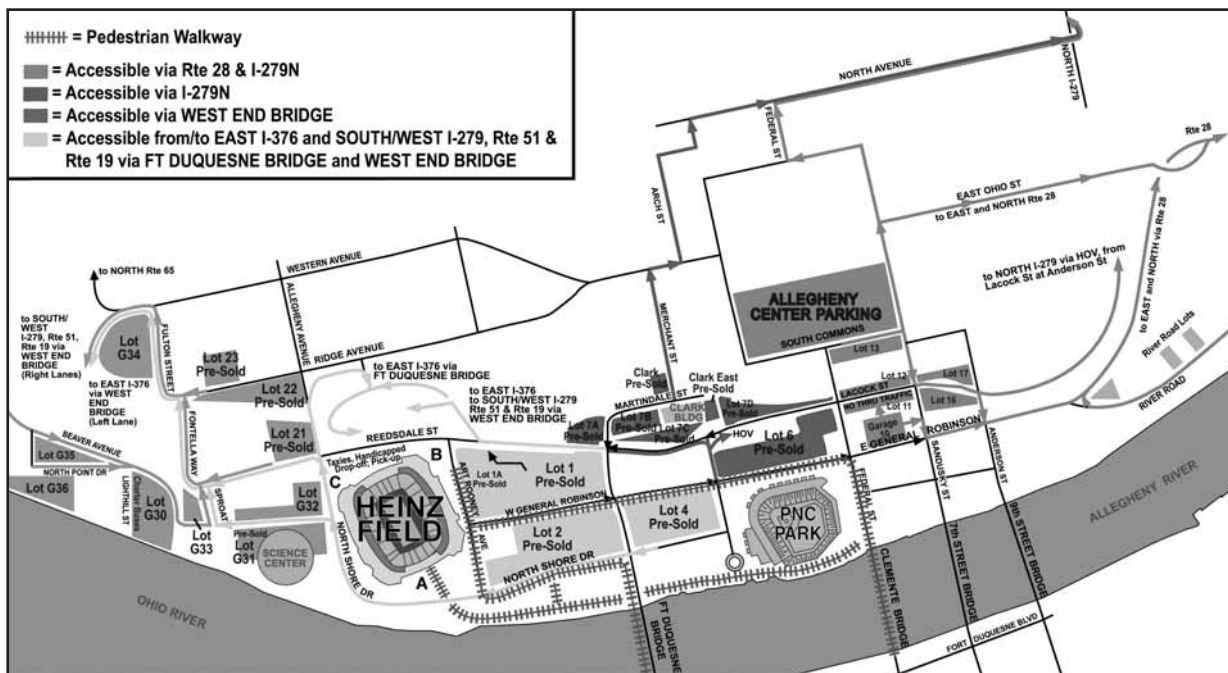 = Pedestrian Walkway
= Accessible via Rte 28 & I-279N
= Accessible via I-279N
= Accessible via WEST END BRIDGE
= Accessible from/to EAST I-376 and SOUTH/WEST I-279, Rte 51 &
Rte 19 via FT DUQUESNE BRIDGE and WEST END BRIDGE
NORTH AVENUE
NORTH I-279
FEDERAL ST
Rte 28
ARCH ST
EAST OHIO ST
to EAST and NORTH Rte 28
to EAST and NORTH via Rte 28
to NORTH I-279 via HOV, from
Lacock St at Anderson St
to NORTH Rte 65
WESTERN AVENUE
ALLEGHENY AVENUE
MERCHANT ST
ALLEGHENY
CENTER PARKING
SOUTH COMMONS
River Road Lots
RIVER ROAD
to SOUTH/
WEST
I-279,
Rte 51,
Rte 19 via
WEST END
BRIDGE
(Right Lanes)
Lot
G34
FULTON STREET
Lot 23
Pre-Sold
RIDGE AVENUE
to EAST I-376 via
FT DUQUESNE BRIDGE
to EAST I-376
via WEST
END
BRIDGE
(Left Lane)
Lot 22
Pre-Sold
to EAST I-376
to SOUTH/WEST I-279
Rte 51 & Rte 19 via
WEST END BRIDGE
Clark
Pre-Sold
Clark East
Pre-Sold
MARTINDALE ST
CLARK
BLDG
Lot 7A
Pre-Sold
Lot 7B
Pre-Sold
Lot 7C
Pre-Sold
Lot 7D
Pre-Sold
Lot 13
LACOCK ST
Lot 12
Lot 17
NO THRU TRAFFIC
Lot 11
Lot 16
Garage
10
E GENERAL ROBINSON
HOV
Lot 6
Pre-Sold
FONTELLA WAY
Lot 21
Pre-Sold
REEDSDALE ST
Taxies, Handicapped
Drop-off, Pick-up
BEAVER AVENUE
Lot G35
NORTH POINT DR
Lot G36
LIGHTHILL ST
Charter Buses
Lot
G30
SPROAT
Lot
G33
Lot
G32
Pre-Sold
Lot
G31
SCIENCE
CENTER
NORTH SHORE DR
HEINZ
FIELD
A
B
C
ART ROONEY AVE
Lot 1A
Pre-Sold
Lot 1
Pre-Sold
W GENERAL ROBINSON
Lot 2
Pre-Sold
Lot 4
Pre-Sold
NORTH SHORE DR
PNC
PARK
FEDERAL ST
SANDUSKY ST
ANDERSON ST
CLEMENTE BRIDGE
7TH STREET BRIDGE
9TH STREET BRIDGE
FT DUQUESNE
BRIDGE
FORT DUQUESNE BLVD
ALLEGHENY RIVER
OHIO RIVER